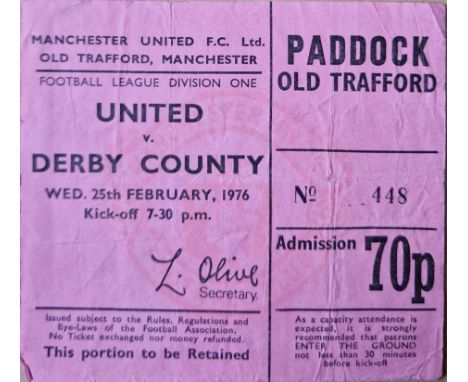 MANCHESTER UNITED F.C. Ltd.
OLD TRAFFORD, MANCHESTER
FOOTBALL LEAGUE DIVISION ONE
UNITED
v.
DERBY COUNTY
WED. 25th FEBRUARY, 1976
Kick-off 7-30 p.m.
L. Olive
Secretary
Issued subject to the Rules, Regulations and
Bye-Laws of the Football Association.
No Ticket exchanged nor money refunded.
This portion to be Retained
PADDOCK
OLD TRAFFORD
No 448
Admission 70p
As a capacity attendance is
expected, it is strongly
recommended that patrons
ENTER THE GROUND
not less than 30 minutes
before kick-off